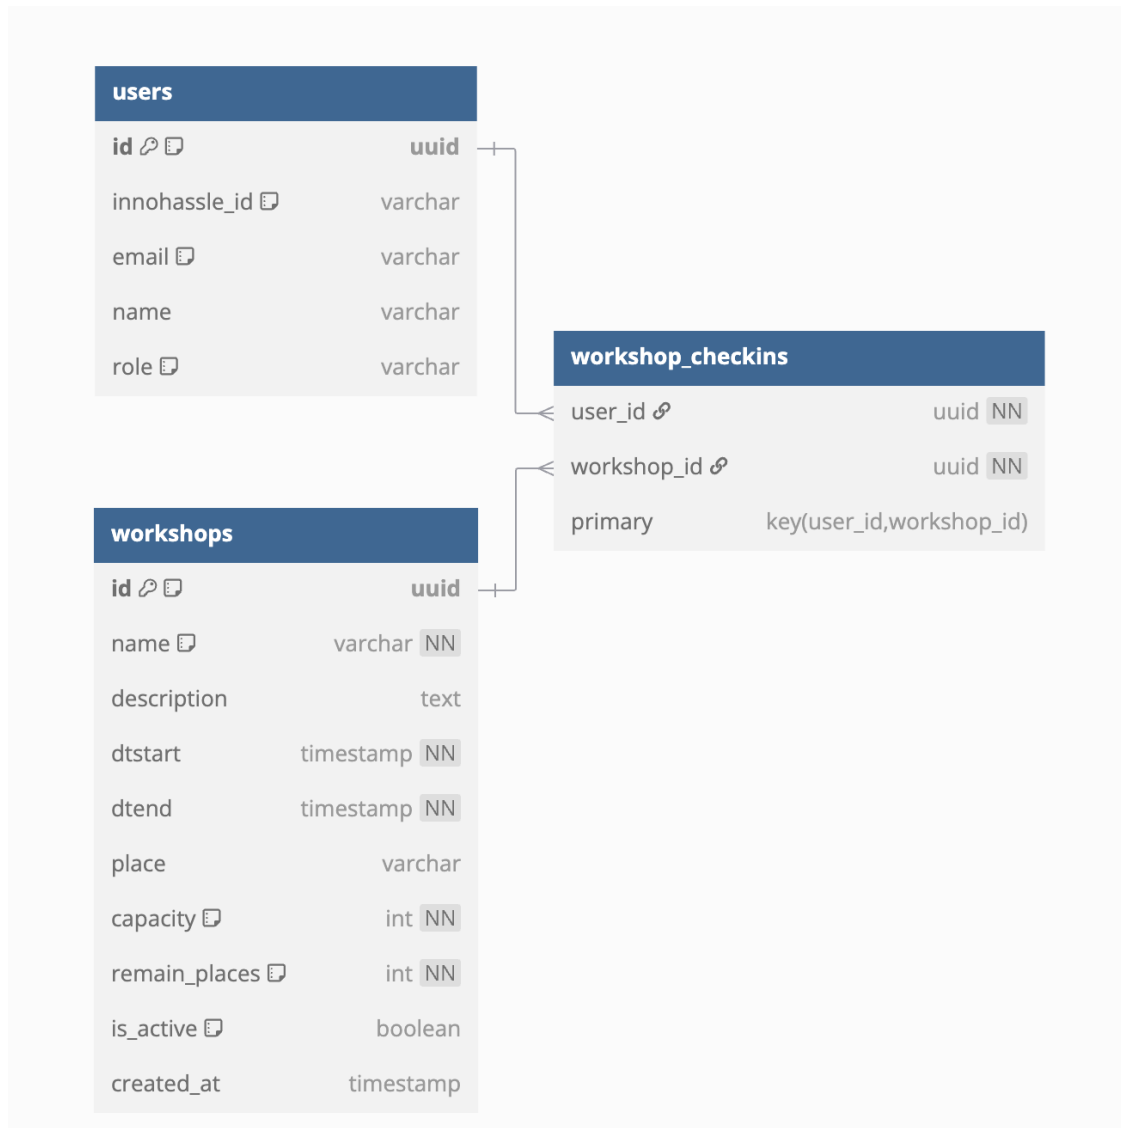 users
id uuid
innohassle_id varchar
email varchar
name varchar
role varchar
workshop_checkins
user_id uuid NN
workshop_id uuid NN
primary key(user_id,workshop_id)
workshops
id uuid
name varchar NN
description text
dtstart timestamp NN
dtend timestamp NN
place varchar
capacity int NN
remain_places int NN
is_active boolean
created_at timestamp